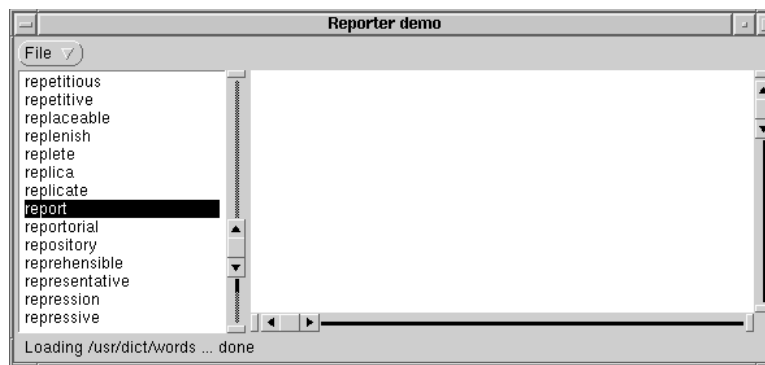 Reporter demo
File
repetitious
repetitive
replaceable
replenish
replete
replica
replicate
report
reportorial
repository
reprehensible
representative
repression
repressive
Loading /usr/dict/words ... done